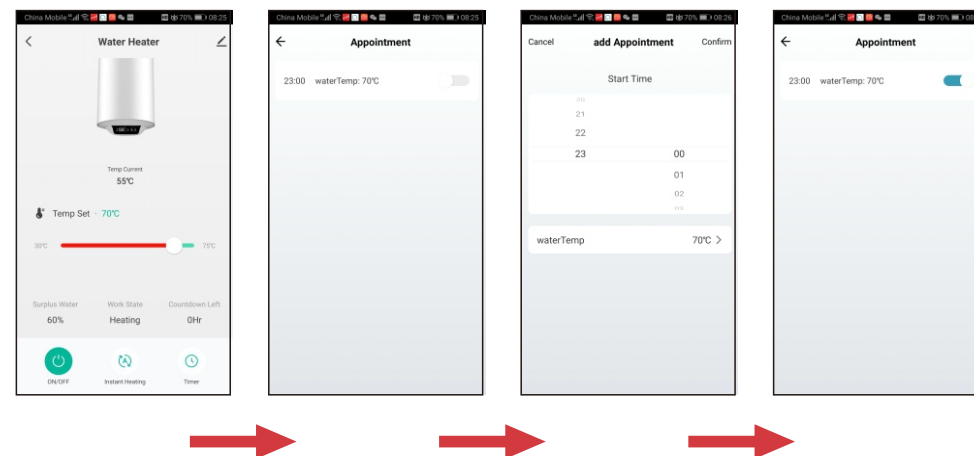 China Mobile 70% 08:25
Water Heater
Temp Current
55℃
Temp Set · 70℃
30℃ 75℃
Surplus Water Work State Countdown Left
60% Heating 0Hr
ON/OFF Instant Heating Timer
China Mobile 70% 08:25
Appointment
23:00 waterTemp: 70℃
China Mobile 70% 08:26
Cancel add Appointment Confirm
Start Time
21
22
23 00
01
02
waterTemp 70℃ >
China Mobile 70% 08
Appointment
23:00 waterTemp: 70℃